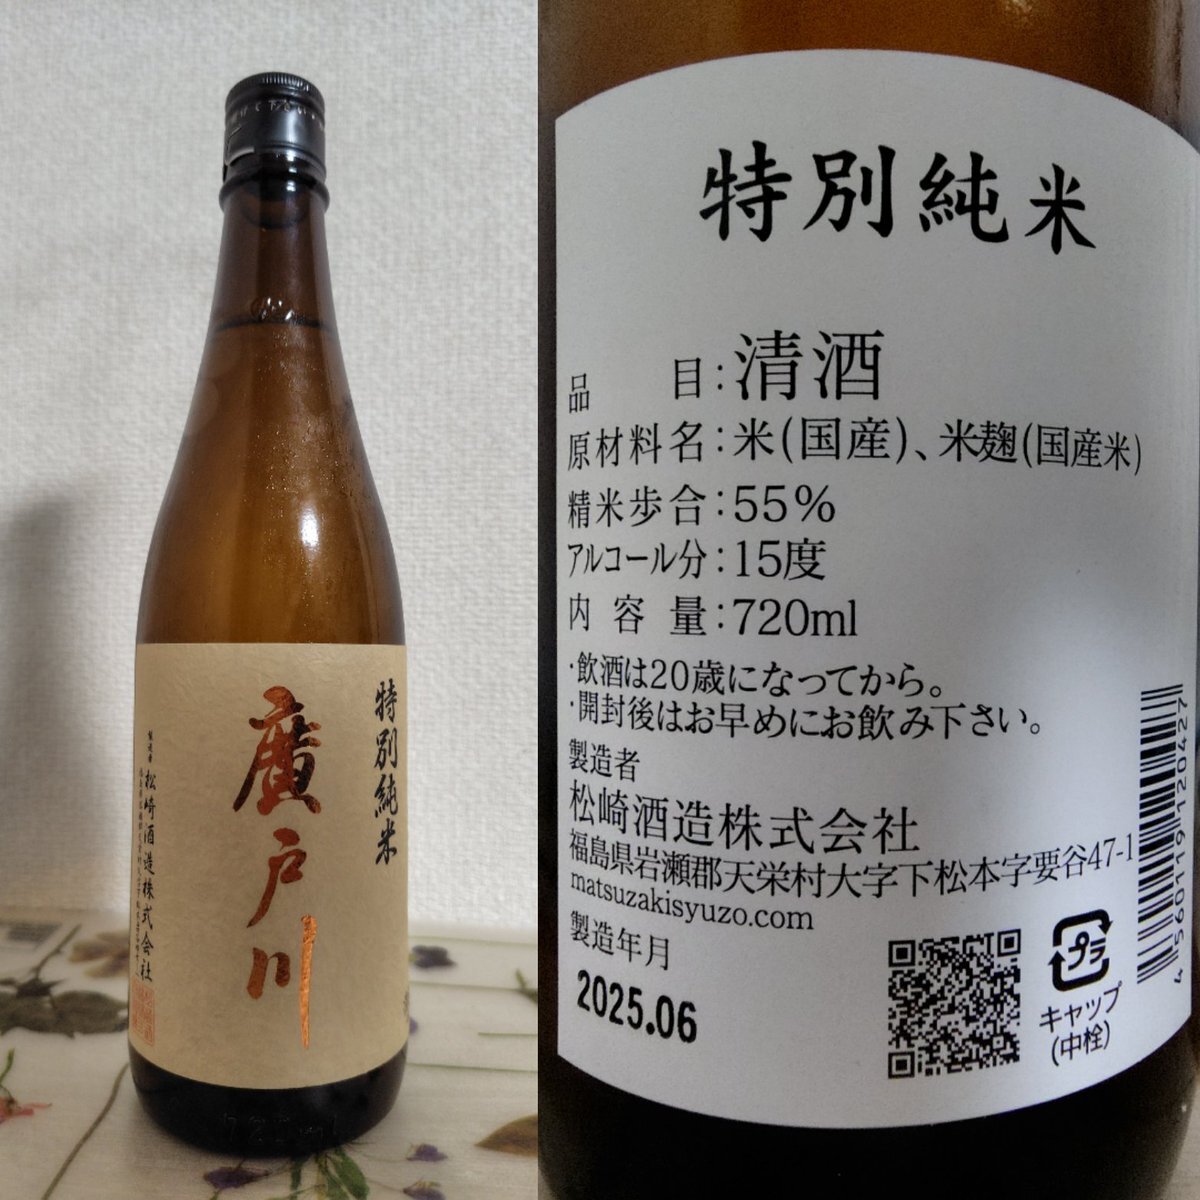 特別純米
廣戸川
醸造元 松崎酒造株式会社
720ml
特別純米
品目:清酒
原材料名:米(国産)、米麹(国産米)
精米歩合:55%
アルコール分:15度
内容量:720ml
・飲酒は20歳になってから。
・開封後はお早めにお飲み下さい。
製造者
松崎酒造株式会社
福島県岩瀬郡天栄村大字下松本字要谷47-1
matsuzakisyuzo.com
製造年月
2025.06
プラ
キャップ
(中栓)
4560119120427